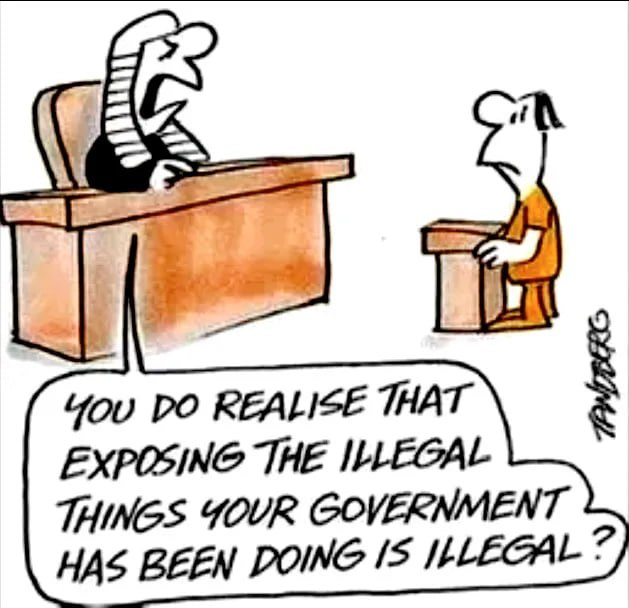 YOU DO REALISE THAT
EXPOSING THE ILLEGAL
THINGS YOUR GOVERNMENT
HAS BEEN DOING IS ILLEGAL?
TANDBERG